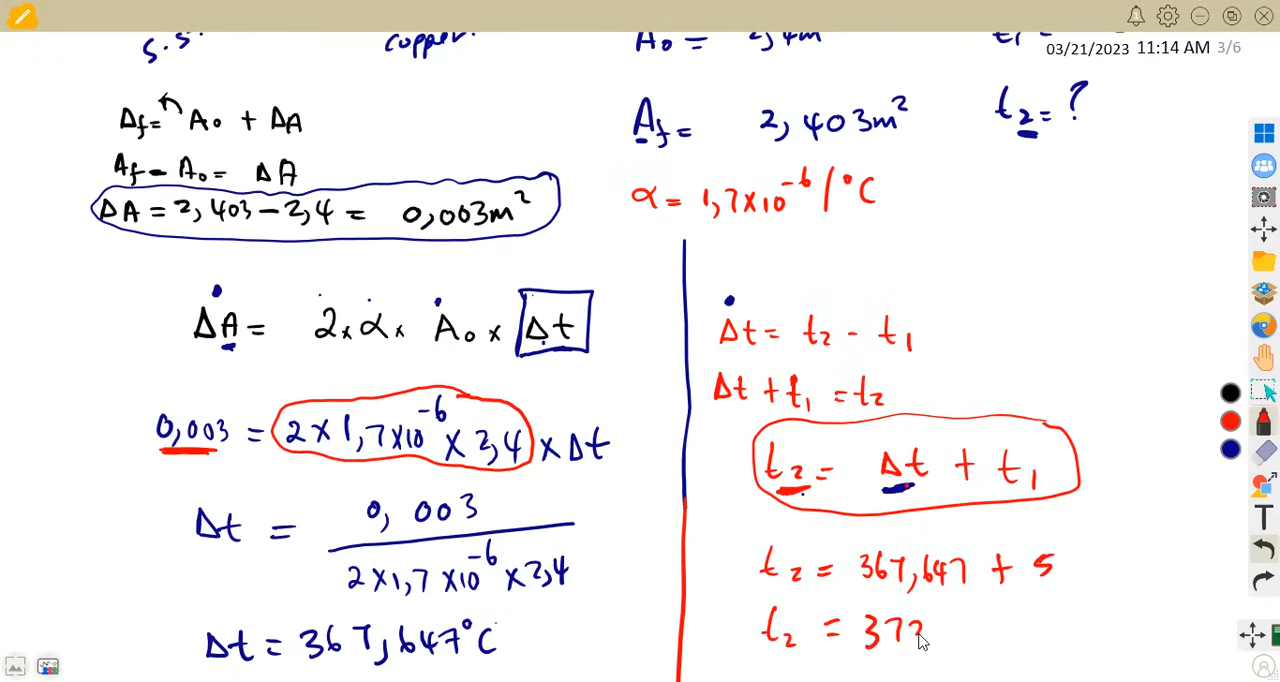 03/21/2023 11:14 AM 3/6
S.S.
copper.
A₀ = 2,4m
t₁ =
Δf = A₀ + ΔA
Af = 2,403m²
t₂ = ?
Af - A₀ = ΔA
ΔA = 2,403 - 2,4 = 0,003m²
α = 1,7×10⁻⁶/°C
ΔA = 2 × α × A₀ × Δt
0,003 = 2×1,7×10⁻⁶×2,4×Δt
Δt = 0,003
2×1,7×10⁻⁶×2,4
Δt = 367,647°C
Δt = t₂ - t₁
Δt + t₁ = t₂
t₂ = Δt + t₁
t₂ = 367,647 + 5
t₂ = 372
T